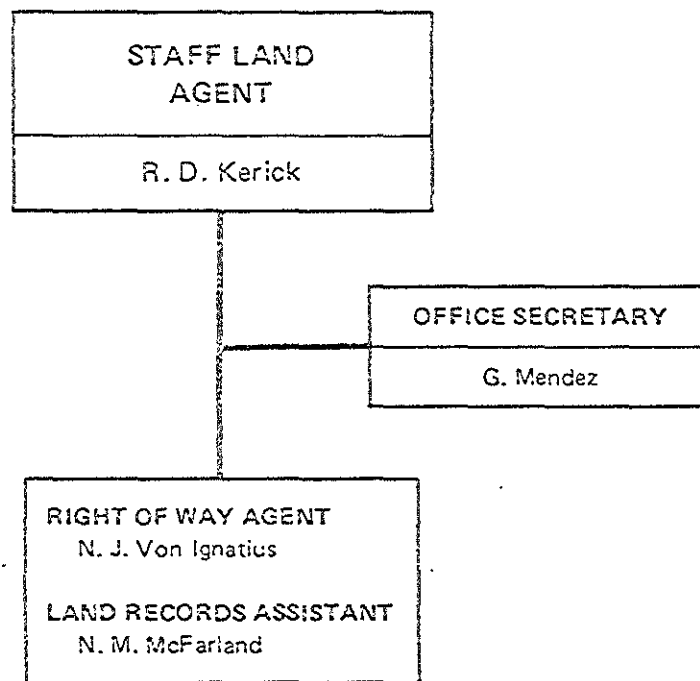 STAFF LAND
AGENT
R. D. Kerick
OFFICE SECRETARY
G. Mendez
RIGHT OF WAY AGENT
N. J. Von Ignatius
LAND RECORDS ASSISTANT
N. M. McFarland